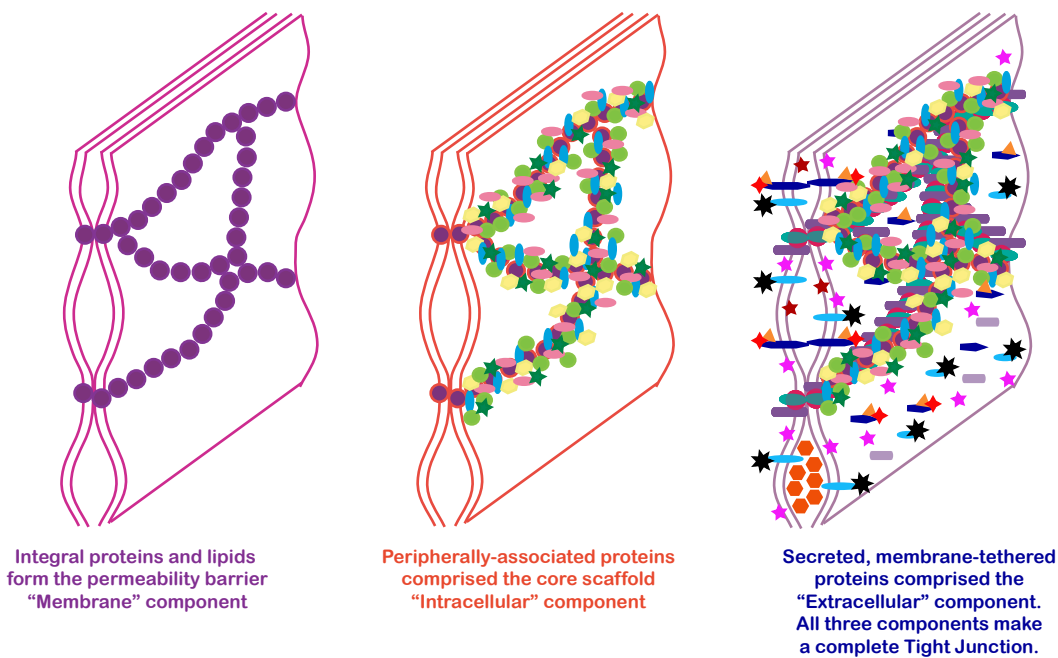 Integral proteins and lipids
form the permeability barrier
“Membrane” component
Peripherally-associated proteins
comprised the core scaffold
“Intracellular” component
Secreted, membrane-tethered
proteins comprised the
“Extracellular” component.
All three components make
a complete Tight Junction.